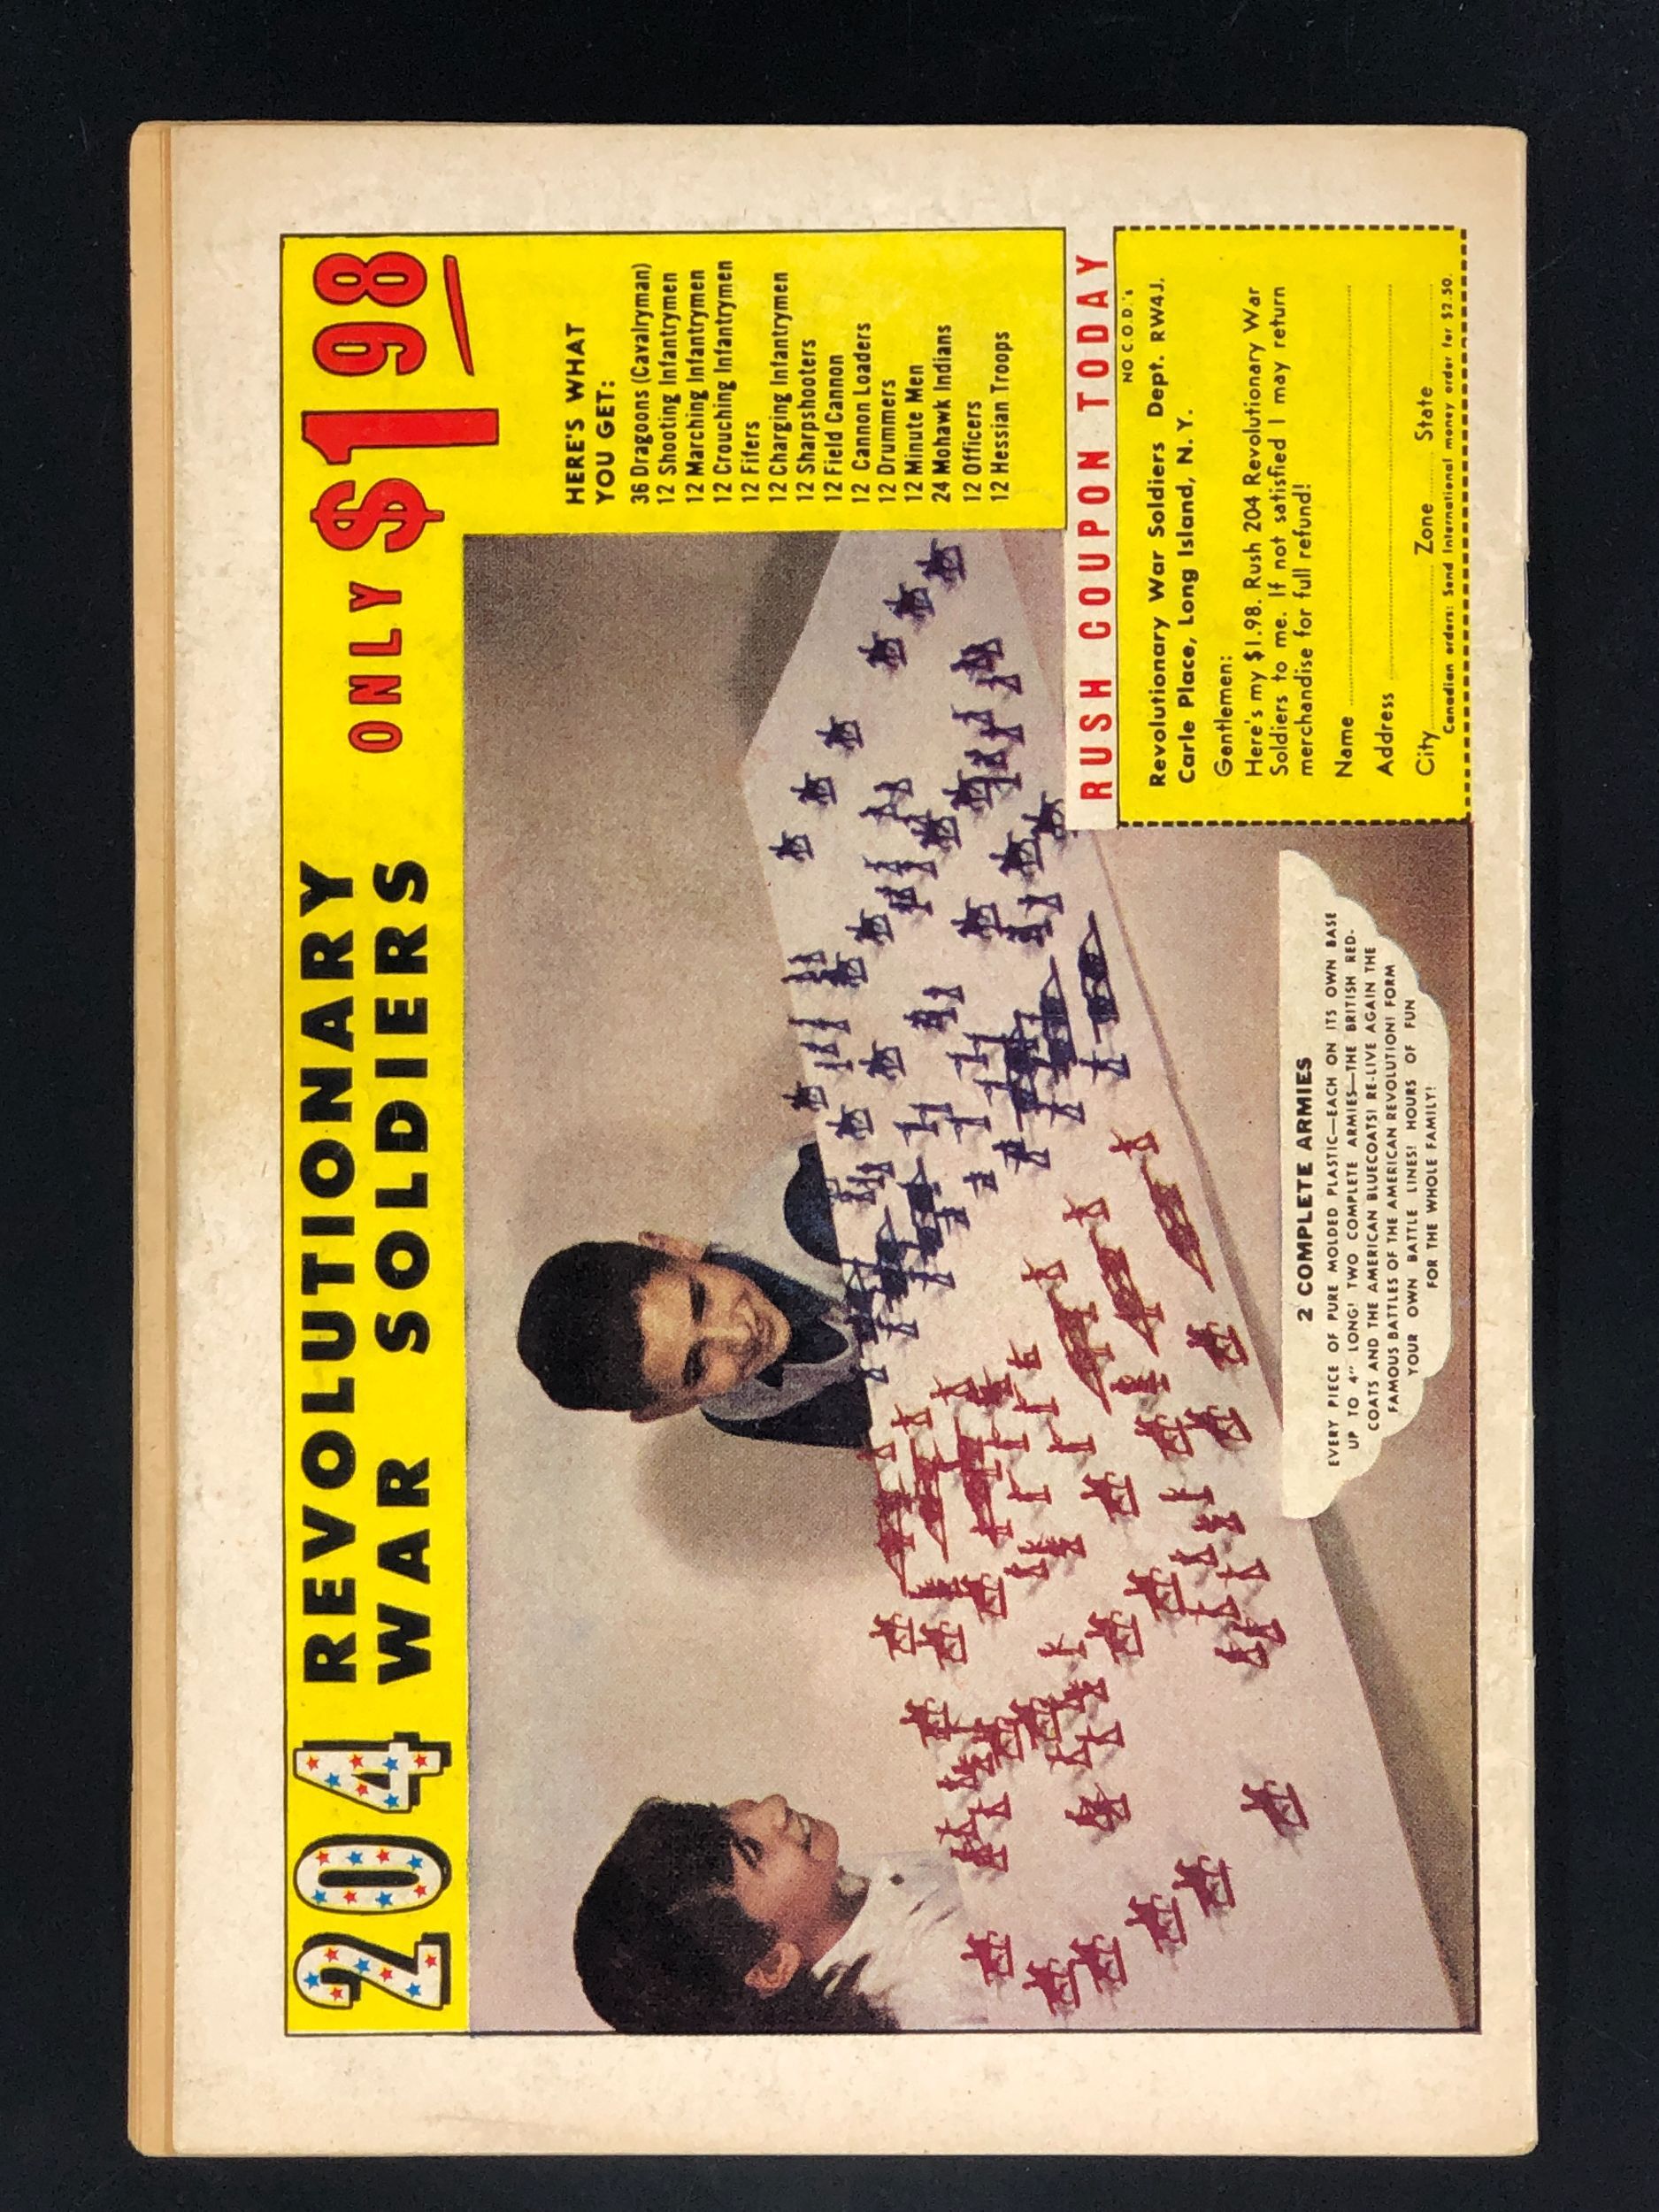 204 REVOLUTIONARY
WAR SOLDIERS
ONLY $1 98
HERE'S WHAT
YOU GET:
36 Dragoons (Cavalryman)
12 Shooting Infantrymen
12 Marching Infantrymen
12 Crouching Infantrymen
12 Fifers
12 Charging Infantrymen
12 Sharpshooters
12 Field Cannon
12 Cannon Loaders
12 Drummers
12 Minute Men
24 Mohawk Indians
12 Officers
12 Hessian Troops
RUSH COUPON TODAY
NO C.O.D.'s
Revolutionary War Soldiers Dept. RW4J.
Carle Place, Long Island, N. Y.
Gentlemen:
Here's my $1.98. Rush 204 Revolutionary War
Soldiers to me. If not satisfied I may return
merchandise for full refund!
Name
Address
City Zone State
Canadian orders: Send International money order for $2.50.
2 COMPLETE ARMIES
EVERY PIECE OF PURE MOLDED PLASTIC—EACH ON ITS OWN BASE
UP TO 4" LONG! TWO COMPLETE ARMIES—THE BRITISH RED-
COATS AND THE AMERICAN BLUECOATS! RE-LIVE AGAIN THE
FAMOUS BATTLES OF THE AMERICAN REVOLUTION! FORM
YOUR OWN BATTLE LINES! HOURS OF FUN
FOR THE WHOLE FAMILY!